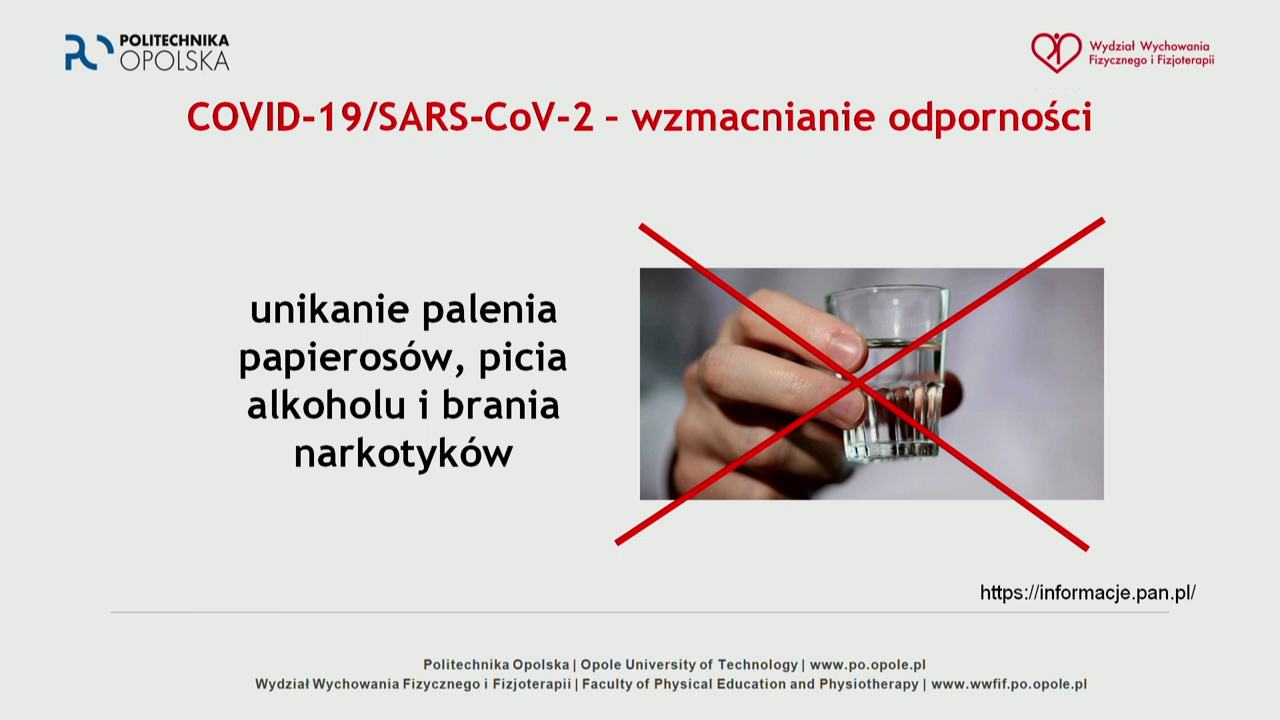 POLITECHNIKA
OPOLSKA
Wydział Wychowania
Fizycznego i Fizjoterapii
COVID-19/SARS-CoV-2 – wzmacnianie odporności
unikanie palenia
papierosów, picia
alkoholu i brania
narkotyków
https://informacje.pan.pl/
Politechnika Opolska | Opole University of Technology | www.po.opole.pl
Wydział Wychowania Fizycznego i Fizjoterapii | Faculty of Physical Education and Physiotherapy | www.wwfif.po.opole.pl